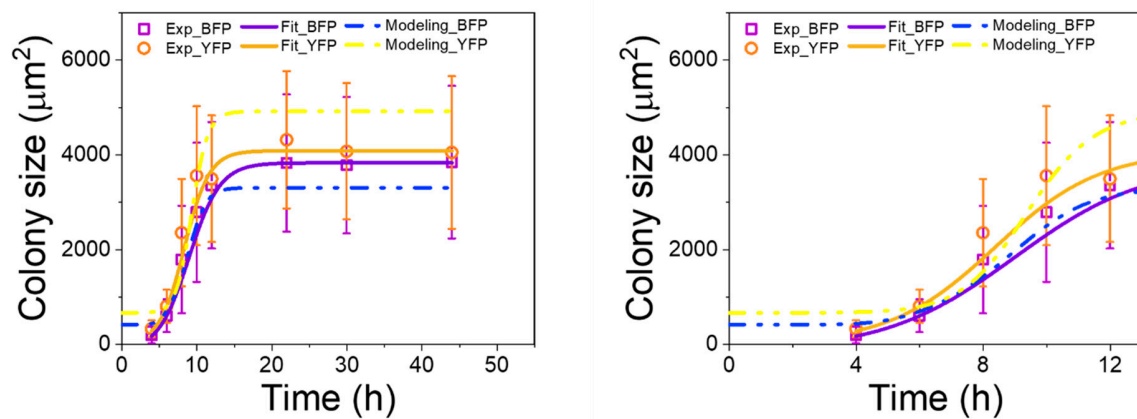 Exp_BFP Fit_BFP Modeling_BFP
Exp_YFP Fit_YFP Modeling_YFP
6000
4000
2000
0
Colony size (μm²)
0 10 20 30 40 50
Time (h)
Exp_BFP Fit_BFP Modeling_BFP
Exp_YFP Fit_YFP Modeling_YFP
6000
4000
2000
0
Colony size (μm²)
0 4 8 12
Time (h)